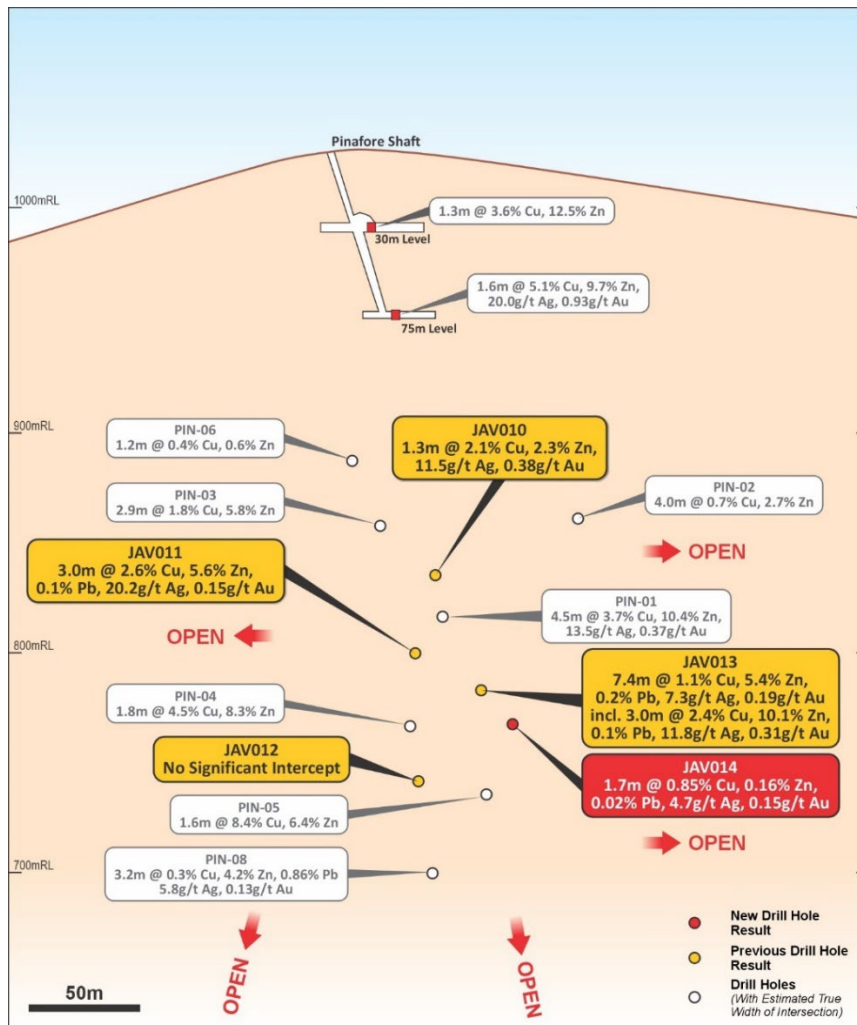 Pinafore Shaft
1000mRL
1.3m @ 3.6% Cu, 12.5% Zn
30m Level
1.6m @ 5.1% Cu, 9.7% Zn,
20.0g/t Ag, 0.93g/t Au
75m Level
900mRL
PIN-06
1.2m @ 0.4% Cu, 0.6% Zn
JAV010
1.3m @ 2.1% Cu, 2.3% Zn,
11.5g/t Ag, 0.38g/t Au
PIN-03
2.9m @ 1.8% Cu, 5.8% Zn
PIN-02
4.0m @ 0.7% Cu, 2.7% Zn
OPEN
JAV011
3.0m @ 2.6% Cu, 5.6% Zn,
0.1% Pb, 20.2g/t Ag, 0.15g/t Au
PIN-01
4.5m @ 3.7% Cu, 10.4% Zn,
13.5g/t Ag, 0.37g/t Au
OPEN
800mRL
JAV013
7.4m @ 1.1% Cu, 5.4% Zn,
0.2% Pb, 7.3g/t Ag, 0.19g/t Au
incl. 3.0m @ 2.4% Cu, 10.1% Zn,
0.1% Pb, 11.8g/t Ag, 0.31g/t Au
PIN-04
1.8m @ 4.5% Cu, 8.3% Zn
JAV012
No Significant Intercept
JAV014
1.7m @ 0.85% Cu, 0.16% Zn,
0.02% Pb, 4.7g/t Ag, 0.15g/t Au
PIN-05
1.6m @ 8.4% Cu, 6.4% Zn
OPEN
700mRL
PIN-08
3.2m @ 0.3% Cu, 4.2% Zn, 0.86% Pb
5.8g/t Ag, 0.13g/t Au
OPEN
OPEN
New Drill Hole
Result
Previous Drill Hole
Result
Drill Holes
(With Estimated True
Width of Intersection)
50m